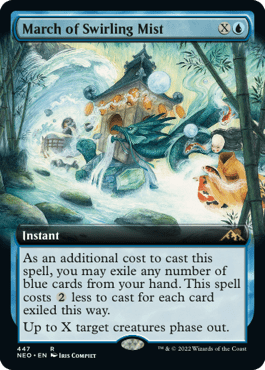 March of Swirling Mist X
Instant
As an additional cost to cast this
spell, you may exile any number of
blue cards from your hand. This spell
costs 2 less to cast for each card
exiled this way.
Up to X target creatures phase out.
447 R
NEO • EN IRIS COMPIET
™ & © 2022 Wizards of the Coast